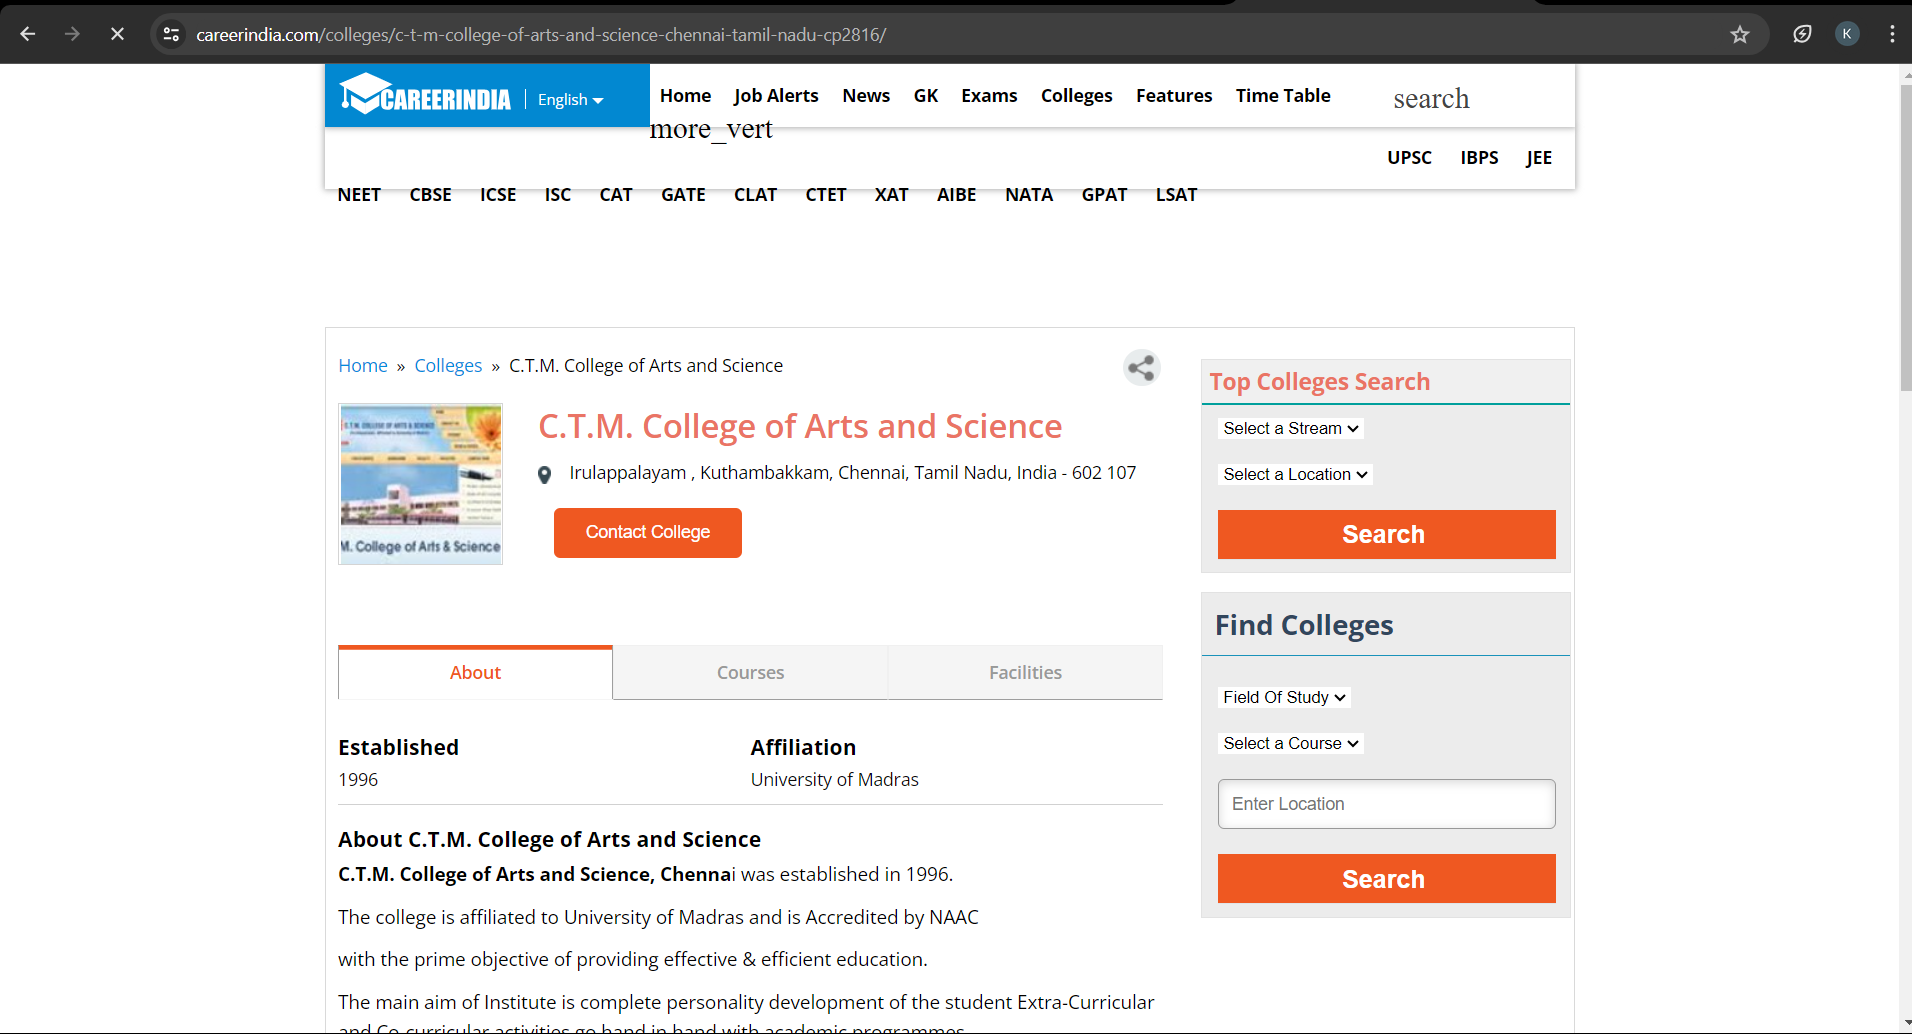 careerindia.com/colleges/c-t-m-college-of-arts-and-science-chennai-tamil-nadu-cp2816/
K
CAREERINDIA English
Home Job Alerts News GK Exams Colleges Features Time Table search
more_vert
UPSC IBPS JEE
NEET CBSE ICSE ISC CAT GATE CLAT CTET XAT AIBE NATA GPAT LSAT
Home » Colleges » C.T.M. College of Arts and Science
C.T.M. COLLEGE OF ARTS & SCIENCE
M. College of Arts & Science
C.T.M. College of Arts and Science
Irulappalayam , Kuthambakkam, Chennai, Tamil Nadu, India - 602 107
Contact College
About Courses Facilities
Established Affiliation
1996 University of Madras
About C.T.M. College of Arts and Science
C.T.M. College of Arts and Science, Chennai was established in 1996.
The college is affiliated to University of Madras and is Accredited by NAAC
with the prime objective of providing effective & efficient education.
The main aim of Institute is complete personality development of the student Extra-Curricular
and Co-curricular activities go hand in hand with academic programmes.
Top Colleges Search
Select a Stream
Select a Location
Search
Find Colleges
Field Of Study
Select a Course
Enter Location
Search